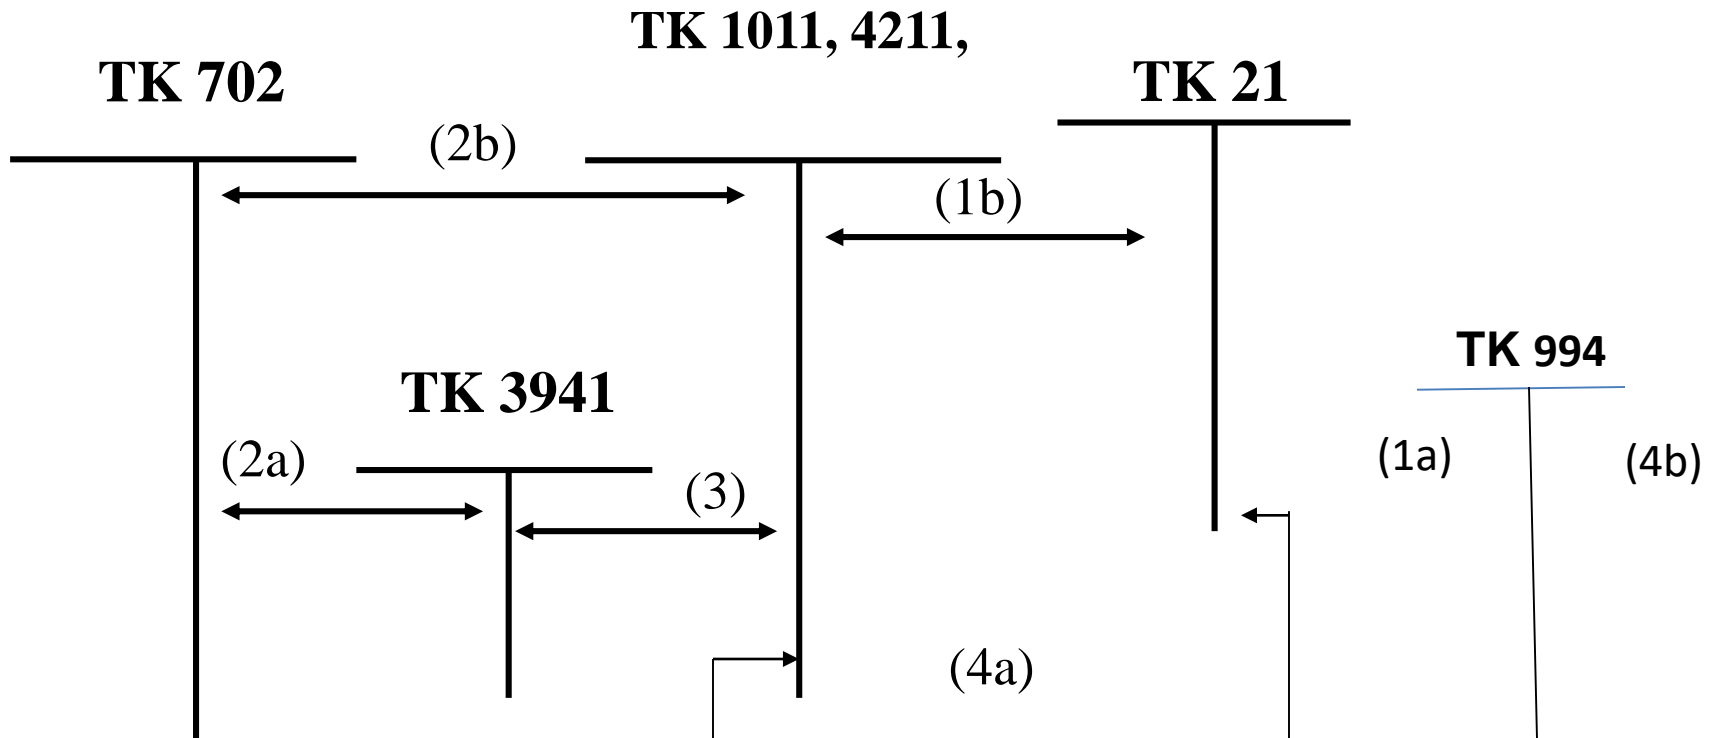 TK 1011, 4211,
TK 702
TK 21
(2b)
(1b)
TK 994
TK 3941
(1a)
(4b)
(2a)
(3)
(4a)